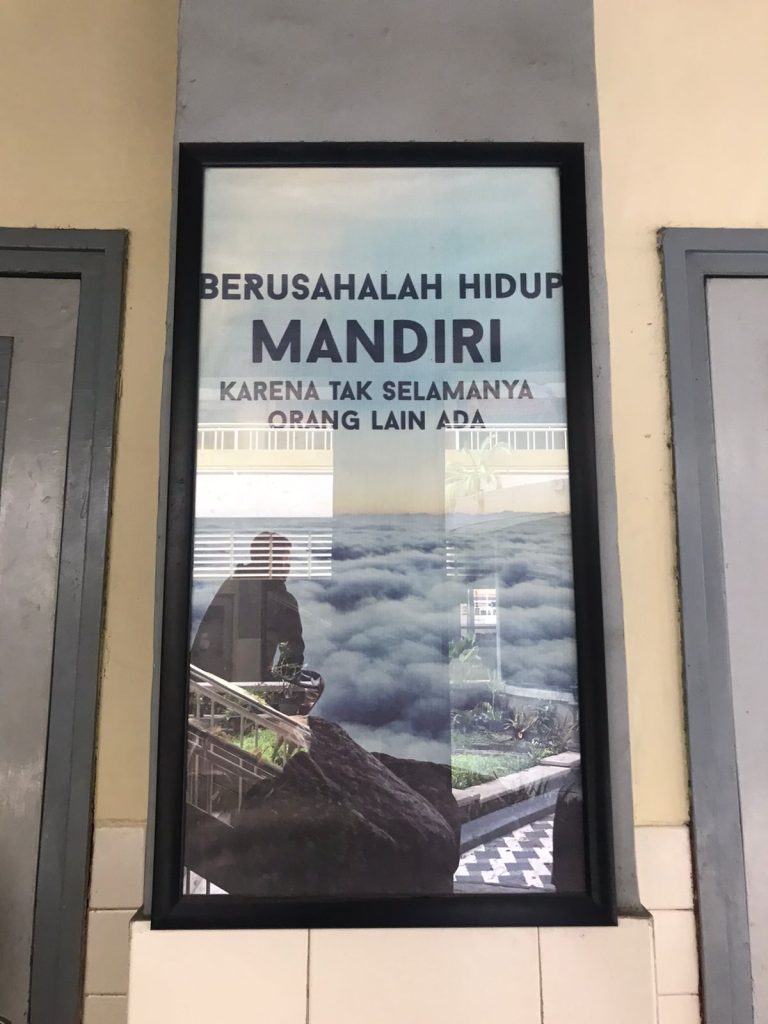 BERUSAHALAH HIDUP
MANDIRI
KARENA TAK SELAMANYA
ORANG LAIN ADA